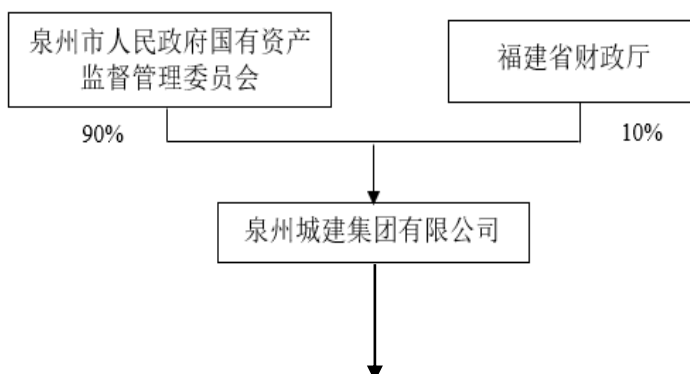 泉州市人民政府国有资产
监督管理委员会
福建省财政厅
90%
10%
泉州城建集团有限公司